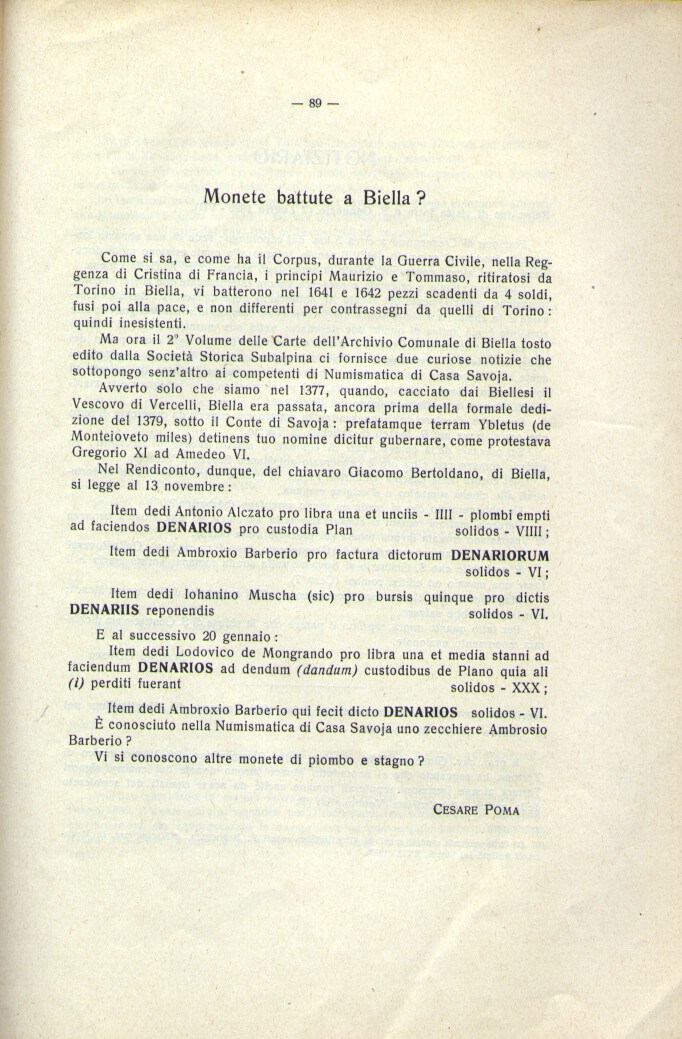 — 89 —
Monete battute a Biella ?
Come si sa, e come ha il Corpus, durante la Guerra Civile, nella Reg-
genza di Cristina di Francia, i principi Maurizio e Tommaso, ritiratosi da
Torino in Biella, vi batterono nel 1641 e 1642 pezzi scadenti da 4 soldi,
fusi poi alla pace, e non differenti per contrassegni da quelli di Torino :
quindi inesistenti.
Ma ora il 2º Volume delle Carte dell'Archivio Comunale di Biella tosto
edito dalla Società Storica Subalpina ci fornisce due curiose notizie che
sottopongo senz'altro ai competenti di Numismatica di Casa Savoja.
Avverto solo che siamo nel 1377, quando, cacciato dai Biellesi il
Vescovo di Vercelli, Biella era passata, ancora prima della formale dedi-
zione del 1379, sotto il Conte di Savoja : prefatamque terram Ybletus (de
Monteioveto miles) detinens tuo nomine dicitur gubernare, come protestava
Gregorio XI ad Amedeo VI.
Nel Rendiconto, dunque, del chiavaro Giacomo Bertoldano, di Biella,
si legge al 13 novembre :
Item dedi Antonio Alczato pro libra una et unciis - IIII - plombi empti
ad faciendos DENARIOS pro custodia Plan solidos - VIIII ;
Item dedi Ambroxio Barberio pro factura dictorum DENARIORUM
solidos - VI ;
Item dedi Iohanino Muscha (sic) pro bursis quinque pro dictis
DENARIIS reponendis solidos - VI.
E al successivo 20 gennaio :
Item dedi Lodovico de Mongrando pro libra una et media stanni ad
faciendum DENARIOS ad dendum (dandum) custodibus de Plano quia ali
(i) perditi fuerant solidos - XXX ;
Item dedi Ambroxio Barberio qui fecit dicto DENARIOS solidos - VI.
È conosciuto nella Numismatica di Casa Savoja uno zecchiere Ambrosio
Barberio ?
Vi si conoscono altre monete di piombo e stagno ?
CESARE POMA